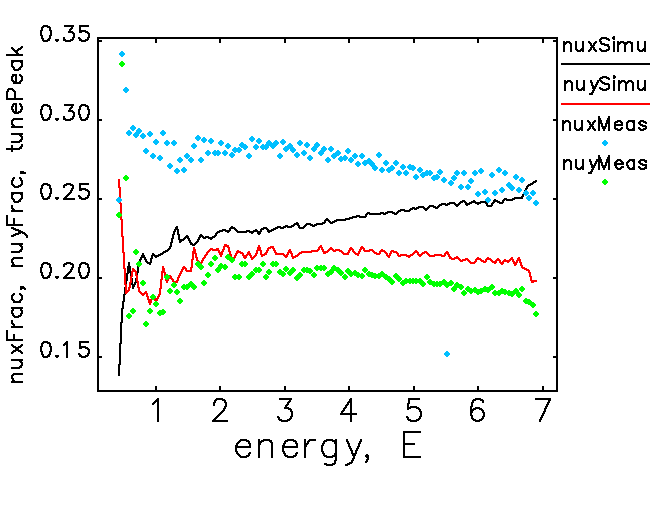 nuxFrac, nuyFrac, tunePeak
0.35
0.30
0.25
0.20
0.15
1 2 3 4 5 6 7
energy, E
nuxSimu
nuySimu
nuxMeas
nuyMeas